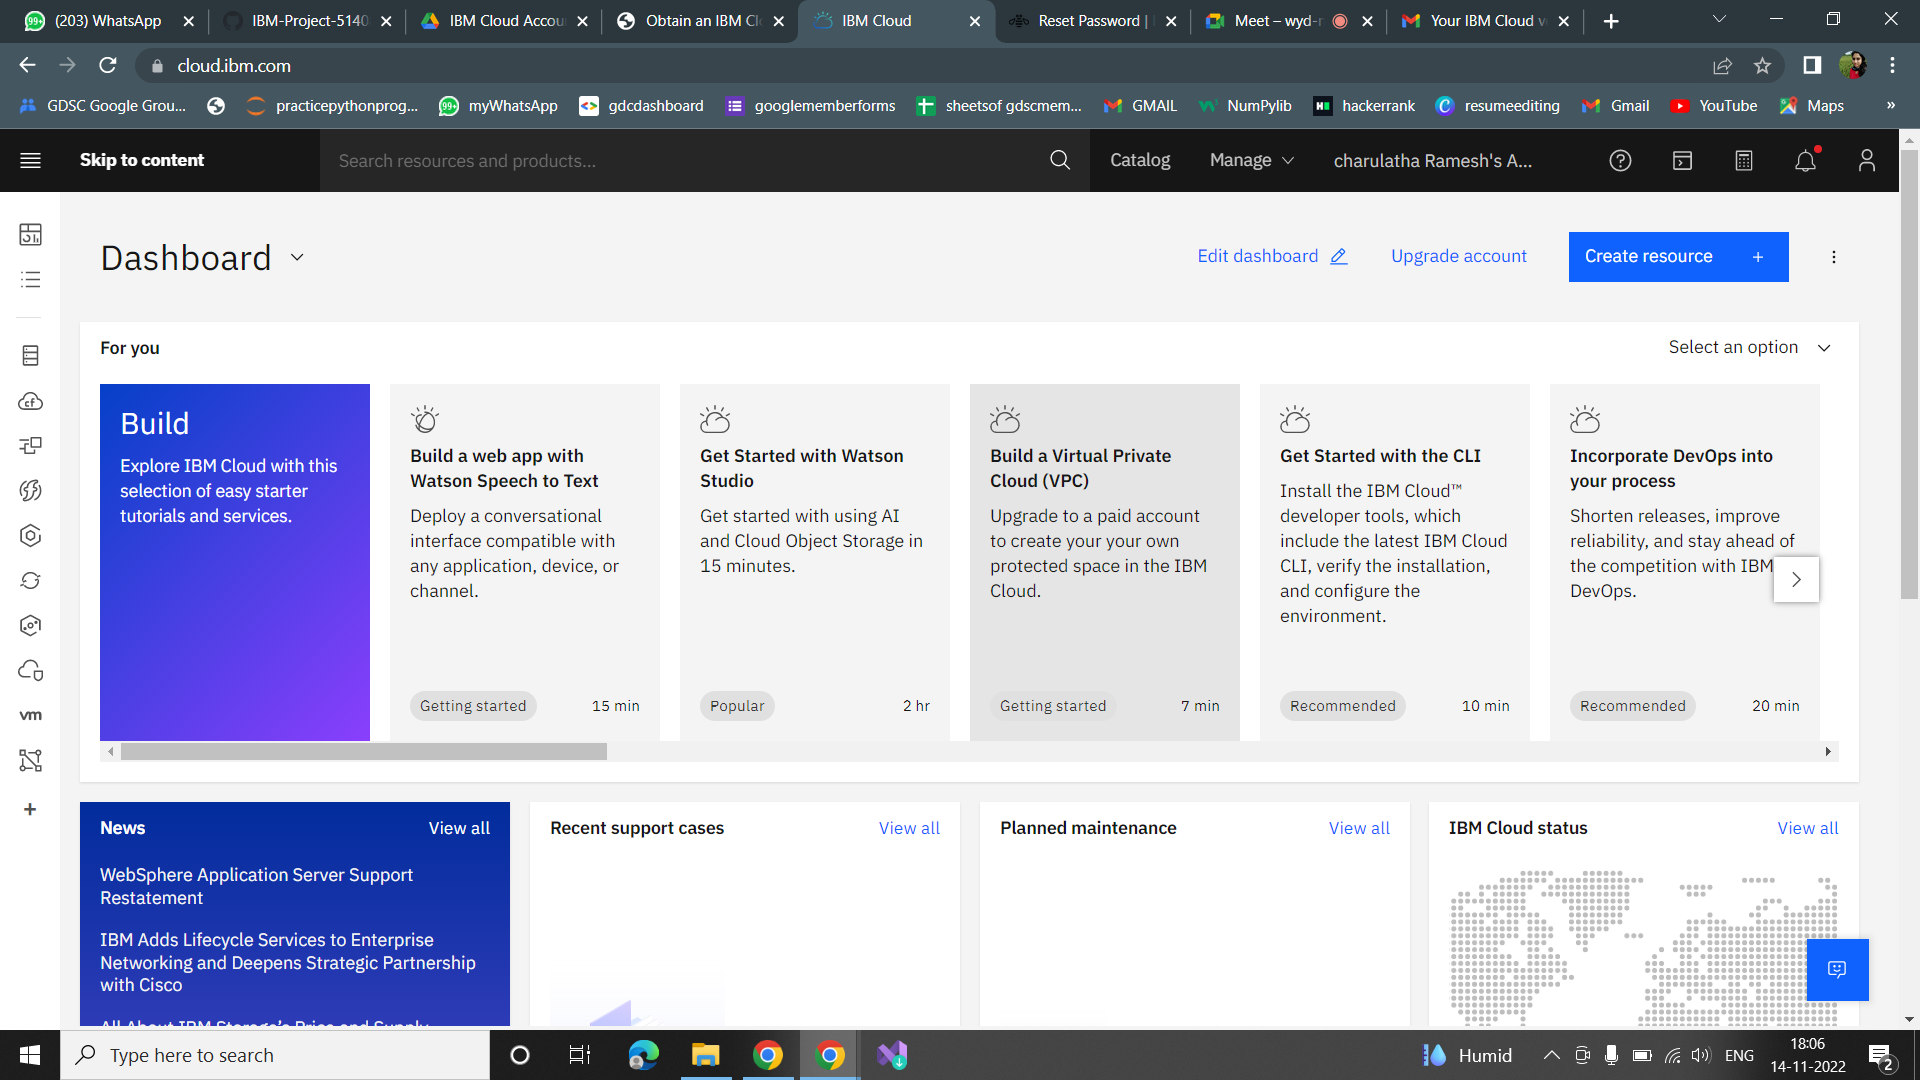 (203) WhatsApp
IBM-Project-5140
IBM Cloud Accou
Obtain an IBM Cl
IBM Cloud
Reset Password |
Meet – wyd-r
Your IBM Cloud v
cloud.ibm.com
GDSC Google Grou...
practicepythonprog...
myWhatsApp
gdcdashboard
googlememberforms
sheetsof gdscmem...
GMAIL
NumPylib
hackerrank
resumeediting
Gmail
YouTube
Maps
»
Skip to content
Search resources and products...
Catalog
Manage
charulatha Ramesh's A...
Dashboard
Edit dashboard
Upgrade account
Create resource +
For you
Select an option
Build
Explore IBM Cloud with this
selection of easy starter
tutorials and services.
Build a web app with
Watson Speech to Text
Deploy a conversational
interface compatible with
any application, device, or
channel.
Getting started 15 min
Get Started with Watson
Studio
Get started with using AI
and Cloud Object Storage in
15 minutes.
Popular 2 hr
Build a Virtual Private
Cloud (VPC)
Upgrade to a paid account
to create your your own
protected space in the IBM
Cloud.
Getting started 7 min
Get Started with the CLI
Install the IBM Cloud™
developer tools, which
include the latest IBM Cloud
CLI, verify the installation,
and configure the
environment.
Recommended 10 min
Incorporate DevOps into
your process
Shorten releases, improve
reliability, and stay ahead of
the competition with IBM
DevOps.
Recommended 20 min
cf
vm
News View all
WebSphere Application Server Support
Restatement
IBM Adds Lifecycle Services to Enterprise
Networking and Deepens Strategic Partnership
with Cisco
All About IBM Storage's Price and Supply
Recent support cases View all
Planned maintenance View all
IBM Cloud status View all
Type here to search
Humid
ENG
18:06
14-11-2022
2